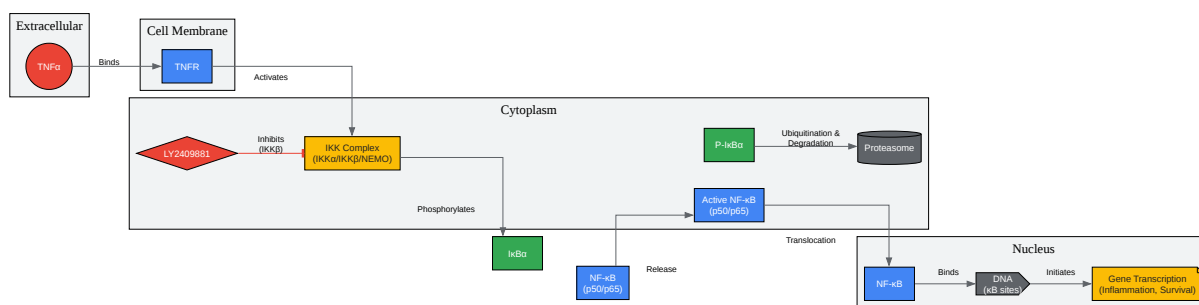 Extracellular
TNFα
Binds
Cell Membrane
TNFR
Activates
Cytoplasm
LY2409881
Inhibits
(IKKβ)
IKK Complex
(IKKα/IKKβ/NEMO)
Phosphorylates
IκBα
P-IκBα
Ubiquitination &
Degradation
Proteasome
NF-κB
(p50/p65)
Release
Active NF-κB
(p50/p65)
Translocation
Nucleus
NF-κB
Binds
DNA
(κB sites)
Initiates
Gene Transcription
(Inflammation, Survival)